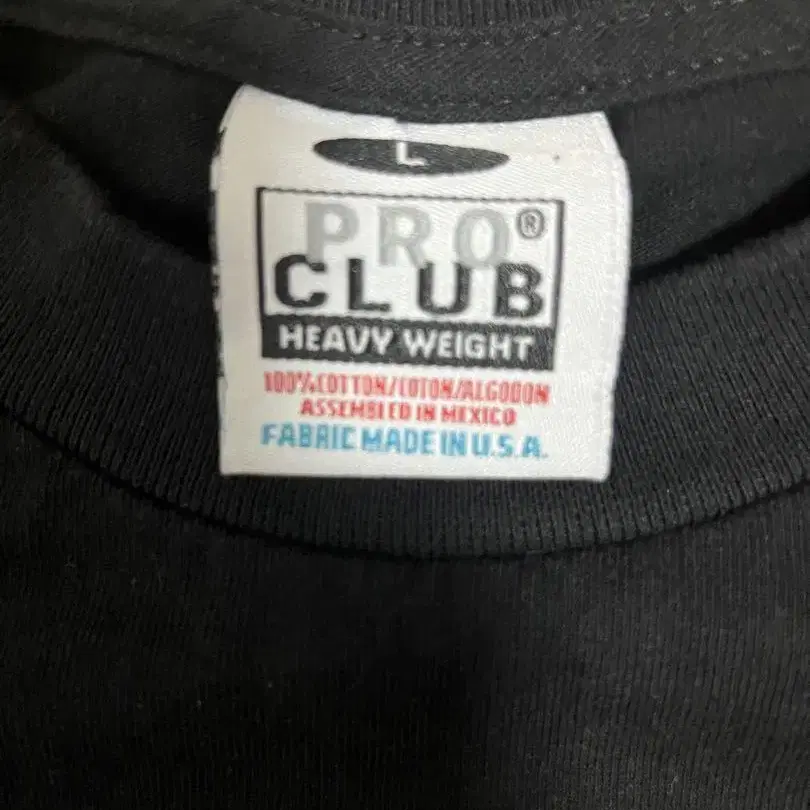 L
PRO®
CLUB
HEAVY WEIGHT
100%COTTON/COTON/ALGODON
ASSEMBLED IN MEXICO
FABRIC MADE IN U.S.A.